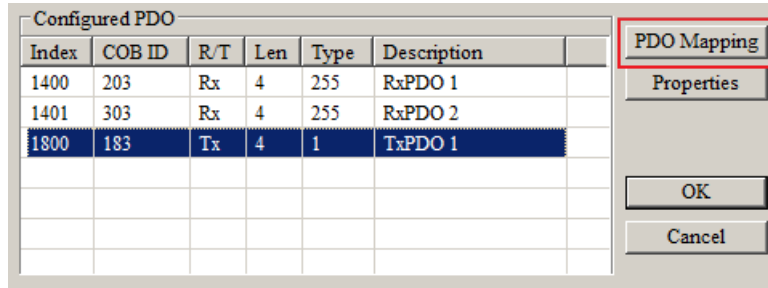 Configured PDO
Index COB ID R/T Len Type Description
1400 203 Rx 4 255 RxPDO 1
1401 303 Rx 4 255 RxPDO 2
1800 183 Tx 4 1 TxPDO 1
PDO Mapping
Properties
OK
Cancel